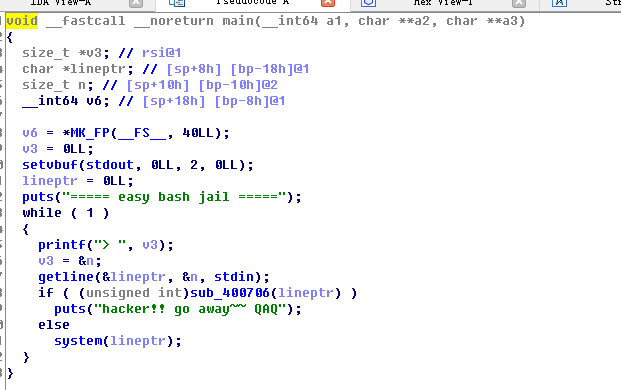 IDA View-A Pseudocode A Hex View-1 A Str
void __fastcall __noreturn main(__int64 a1, char **a2, char **a3)
{
size_t *v3; // rsi@1
char *lineptr; // [sp+8h] [bp-18h]@1
size_t n; // [sp+10h] [bp-10h]@2
__int64 v6; // [sp+18h] [bp-8h]@1
v6 = *MK_FP(__FS__, 40LL);
v3 = 0LL;
setvbuf(stdout, 0LL, 2, 0LL);
lineptr = 0LL;
puts("===== easy bash jail =====");
while ( 1 )
{
printf("> ", v3);
v3 = &n;
getline(&lineptr, &n, stdin);
if ( (unsigned int)sub_400706(lineptr) )
puts("hacker!! go away~~ QAQ");
else
system(lineptr);
}
}